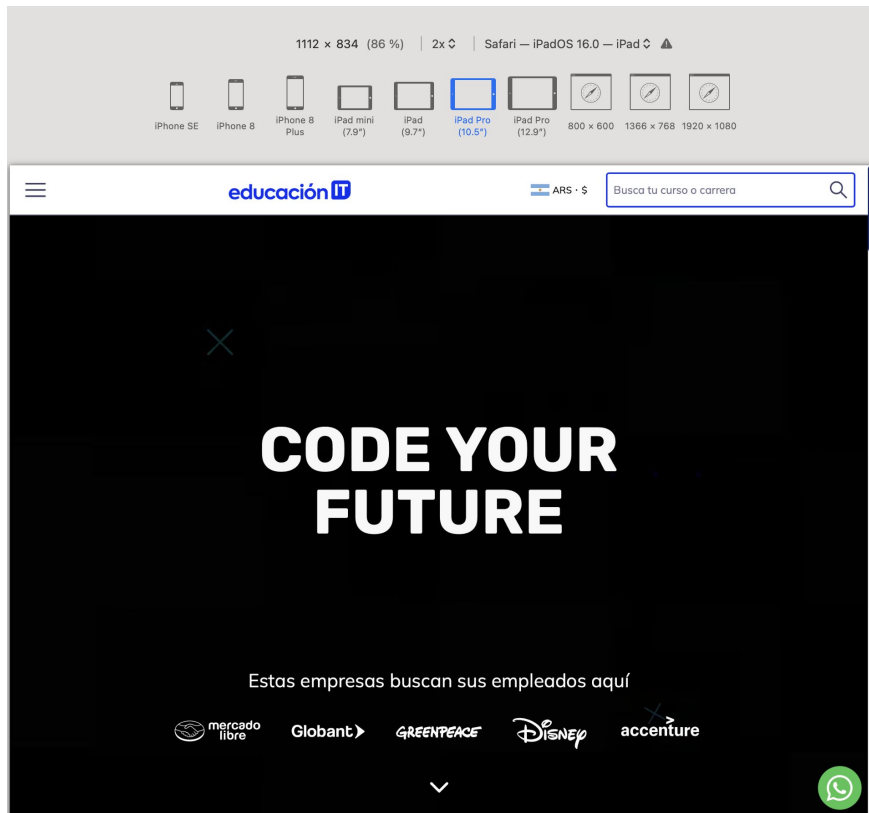 1112 × 834 (86 %) 2x Safari — iPadOS 16.0 — iPad
iPhone SE
iPhone 8
iPhone 8
Plus
iPad mini
(7.9")
iPad
(9.7")
iPad Pro
(10.5")
iPad Pro
(12.9")
800 × 600
1366 × 768
1920 × 1080
educación IT
ARS · $
Busca tu curso o carrera
CODE YOUR
FUTURE
Estas empresas buscan sus empleados aquí
mercado
libre
Globant
GREENPEACE
Disney
accenture